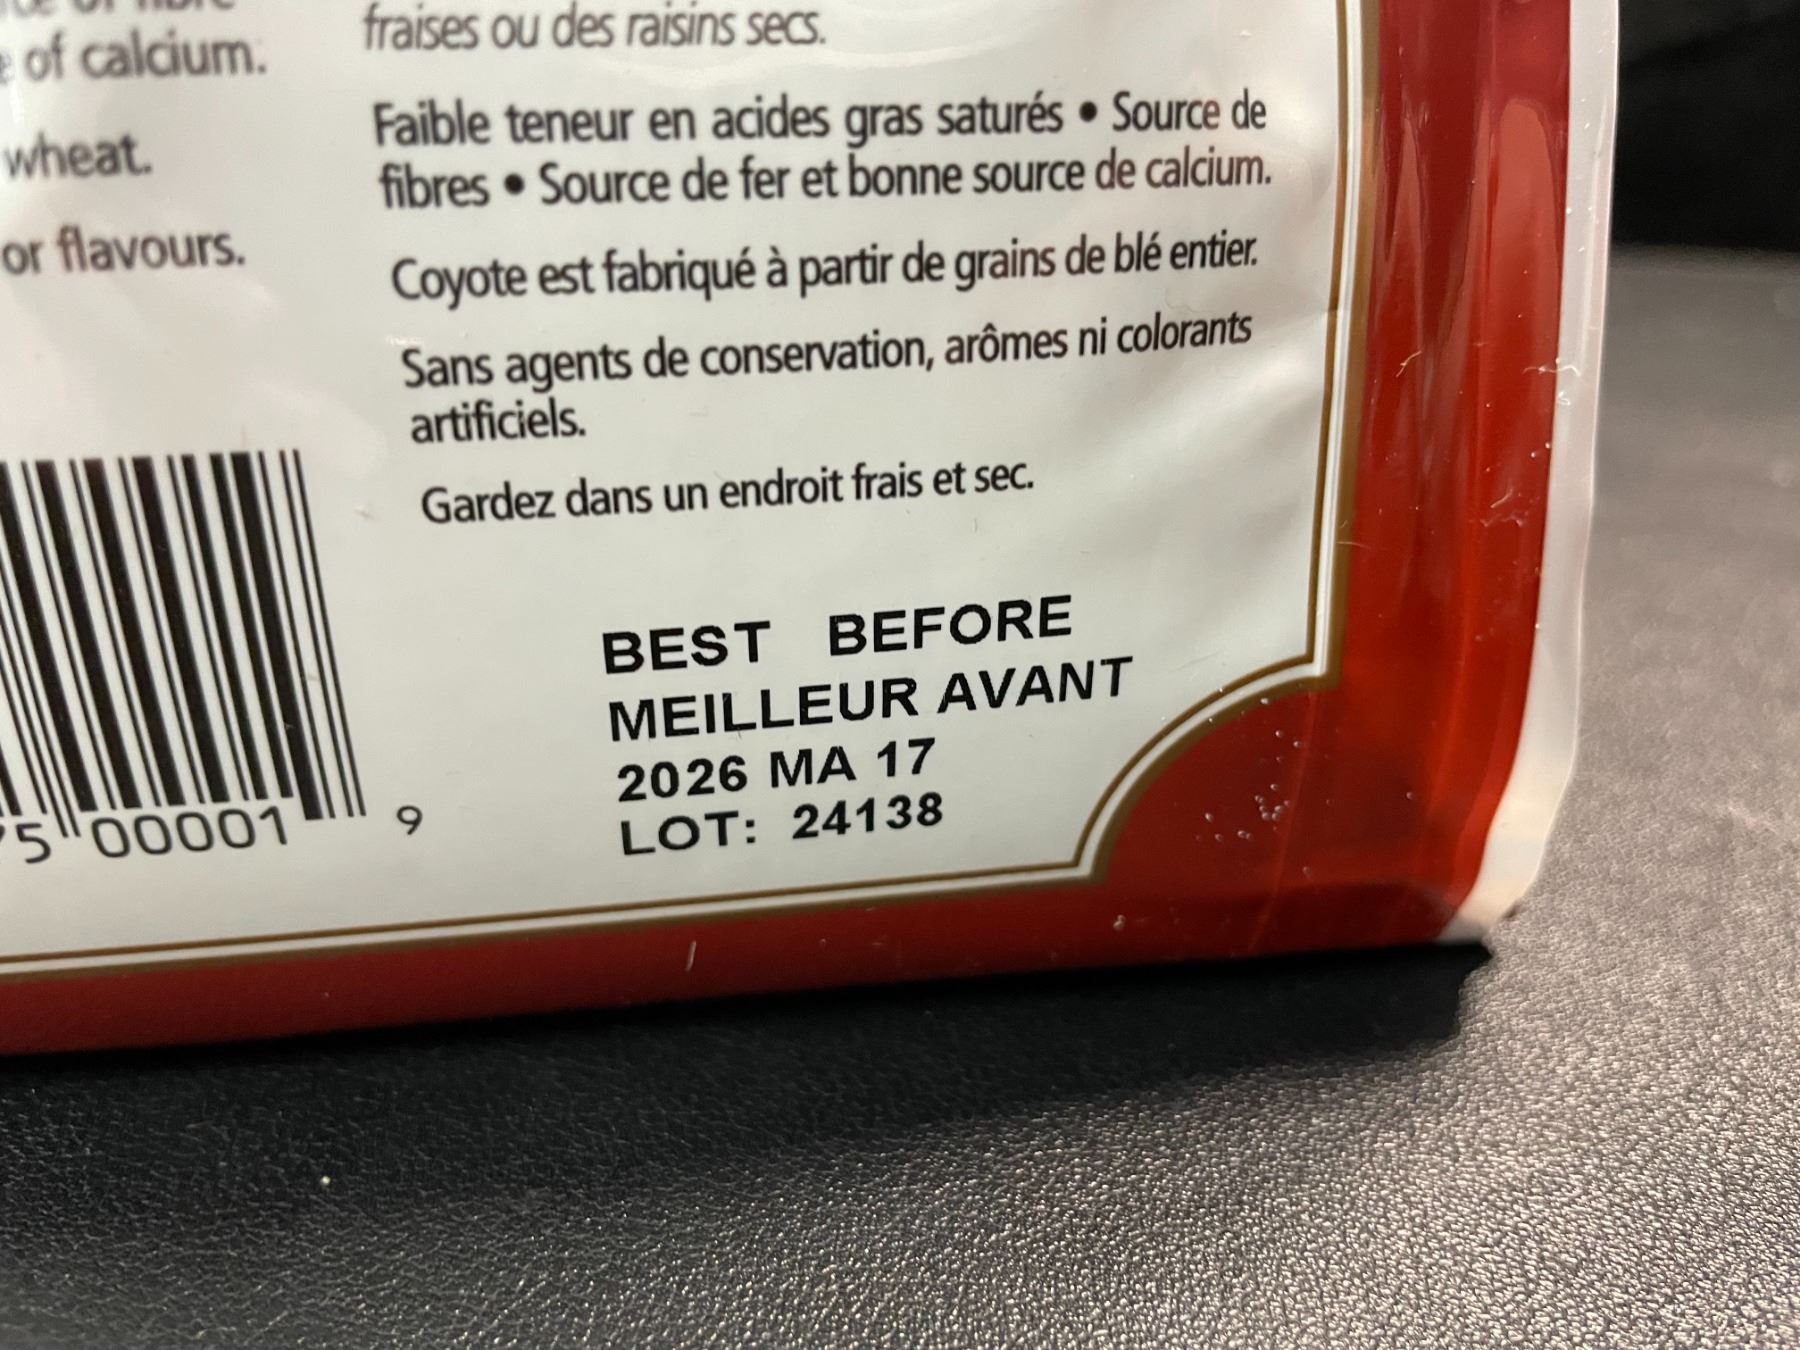 of calcium.
wheat.
or flavours.
fraises ou des raisins secs.
Faible teneur en acides gras saturés • Source de
fibres • Source de fer et bonne source de calcium.
Coyote est fabriqué à partir de grains de blé entier.
Sans agents de conservation, arômes ni colorants
artificiels.
Gardez dans un endroit frais et sec.
5 00001 9
BEST BEFORE
MEILLEUR AVANT
2026 MA 17
LOT: 24138